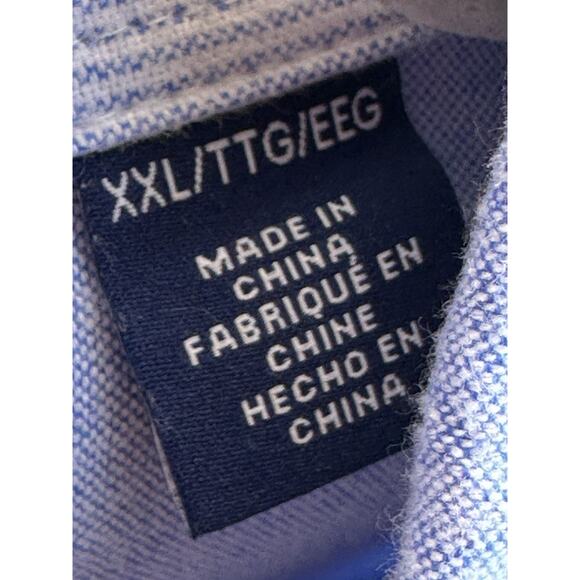 XXL/TTG/EEG
MADE IN
CHINA
FABRIQUÉ EN
CHINE
HECHO EN
CHINA